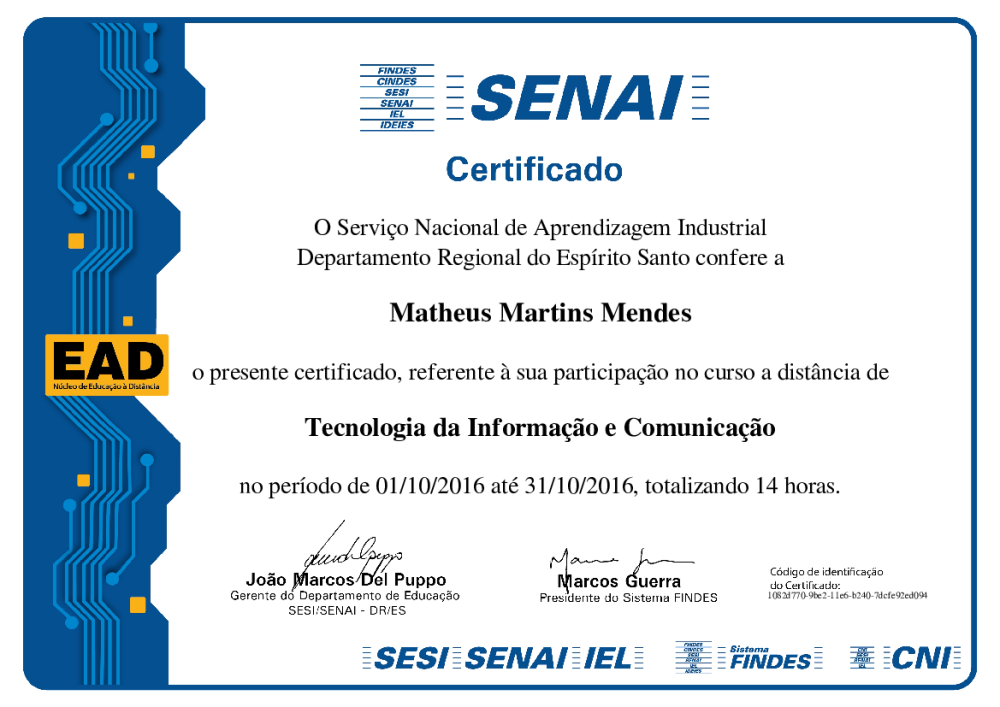 FINDES
CINDES
SESI
SENAI
IEL
IDEIES
SENAI
Certificado
O Serviço Nacional de Aprendizagem Industrial
Departamento Regional do Espírito Santo confere a
Matheus Martins Mendes
EAD
Núcleo de Educação à Distância
o presente certificado, referente à sua participação no curso a distância de
Tecnologia da Informação e Comunicação
no período de 01/10/2016 até 31/10/2016, totalizando 14 horas.
João Marcos Del Puppo
Gerente do Departamento de Educação
SESI/SENAI - DR/ES
Marcos Guerra
Presidente do Sistema FINDES
Código de identificação
do Certificado:
1082d770-9be2-11e6-b240-7dcfe92ed094
SESI SENAI IEL
FINDES
CINDES
SESI
SENAI
IEL
IDEIES
Sistema
FINDES
CNI
SESI
SENAI
IEL
CNI